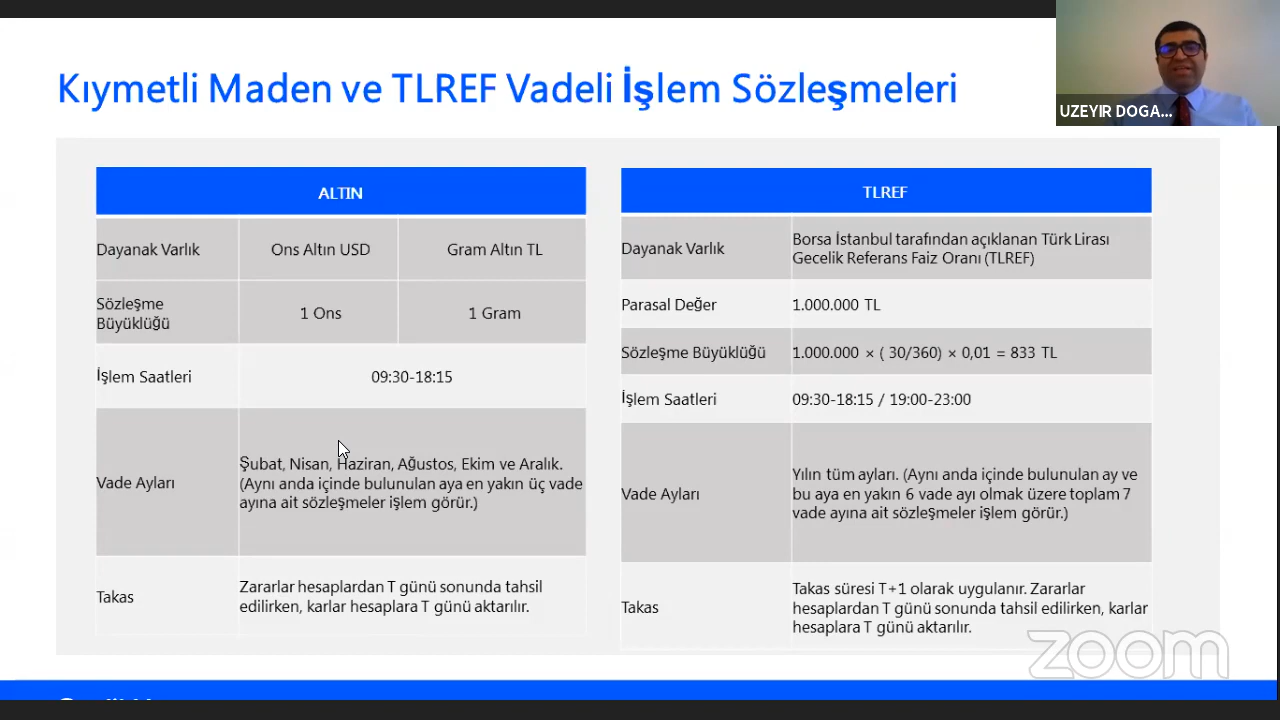 Kıymetli Maden ve TLREF Vadeli İşlem Sözleşmeleri
UZEYIR DOGA...
ALTIN
Dayanak Varlık
Ons Altın USD
Gram Altın TL
Sözleşme
Büyüklüğü
1 Ons
1 Gram
İşlem Saatleri
09:30-18:15
Vade Ayları
Şubat, Nisan, Haziran, Ağustos, Ekim ve Aralık.
(Aynı anda içinde bulunulan aya en yakın üç vade
ayına ait sözleşmeler işlem görür.)
Takas
Zararlar hesaplardan T günü sonunda tahsil
edilirken, karlar hesaplara T günü aktarılır.
TLREF
Dayanak Varlık
Borsa İstanbul tarafından açıklanan Türk Lirası
Gecelik Referans Faiz Oranı (TLREF)
Parasal Değer
1.000.000 TL
Sözleşme Büyüklüğü
1.000.000 × ( 30/360) × 0,01 = 833 TL
İşlem Saatleri
09:30-18:15 / 19:00-23:00
Vade Ayları
Yılın tüm ayları. (Aynı anda içinde bulunulan ay ve
bu aya en yakın 6 vade ayı olmak üzere toplam 7
vade ayına ait sözleşmeler işlem görür.)
Takas
Takas süresi T+1 olarak uygulanır. Zararlar
hesaplardan T günü sonunda tahsil edilirken, karlar
hesaplara T günü aktarılır.
zoom